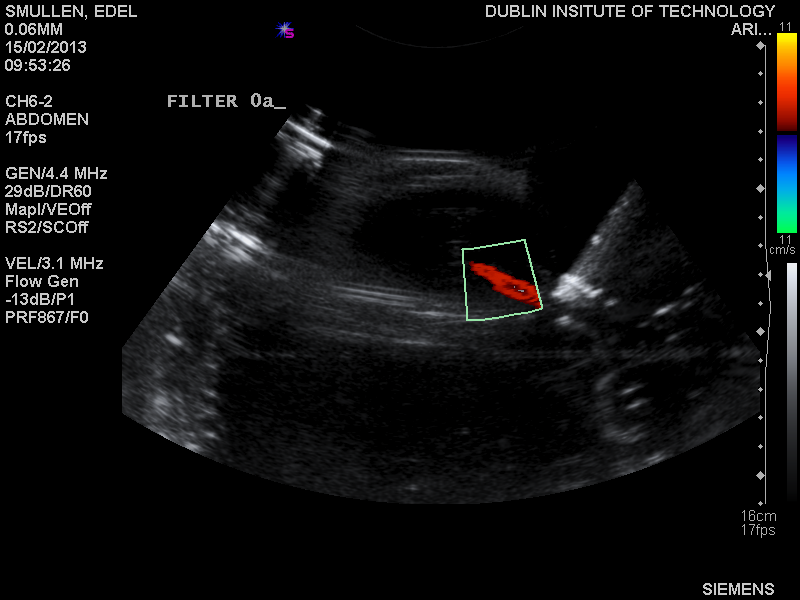 SMULLEN, EDEL
DUBLIN INSITUTE OF TECHNOLOGY
0.06MM
ARI...
11
15/02/2013
09:53:26
CH6-2
FILTER 0a_
ABDOMEN
17fps
GEN/4.4 MHz
29dB/DR60
MapI/VEOff
RS2/SCOff
11
cm/s
VEL/3.1 MHz
Flow Gen
-13dB/P1
PRF867/F0
S
16cm
17fps
SIEMENS